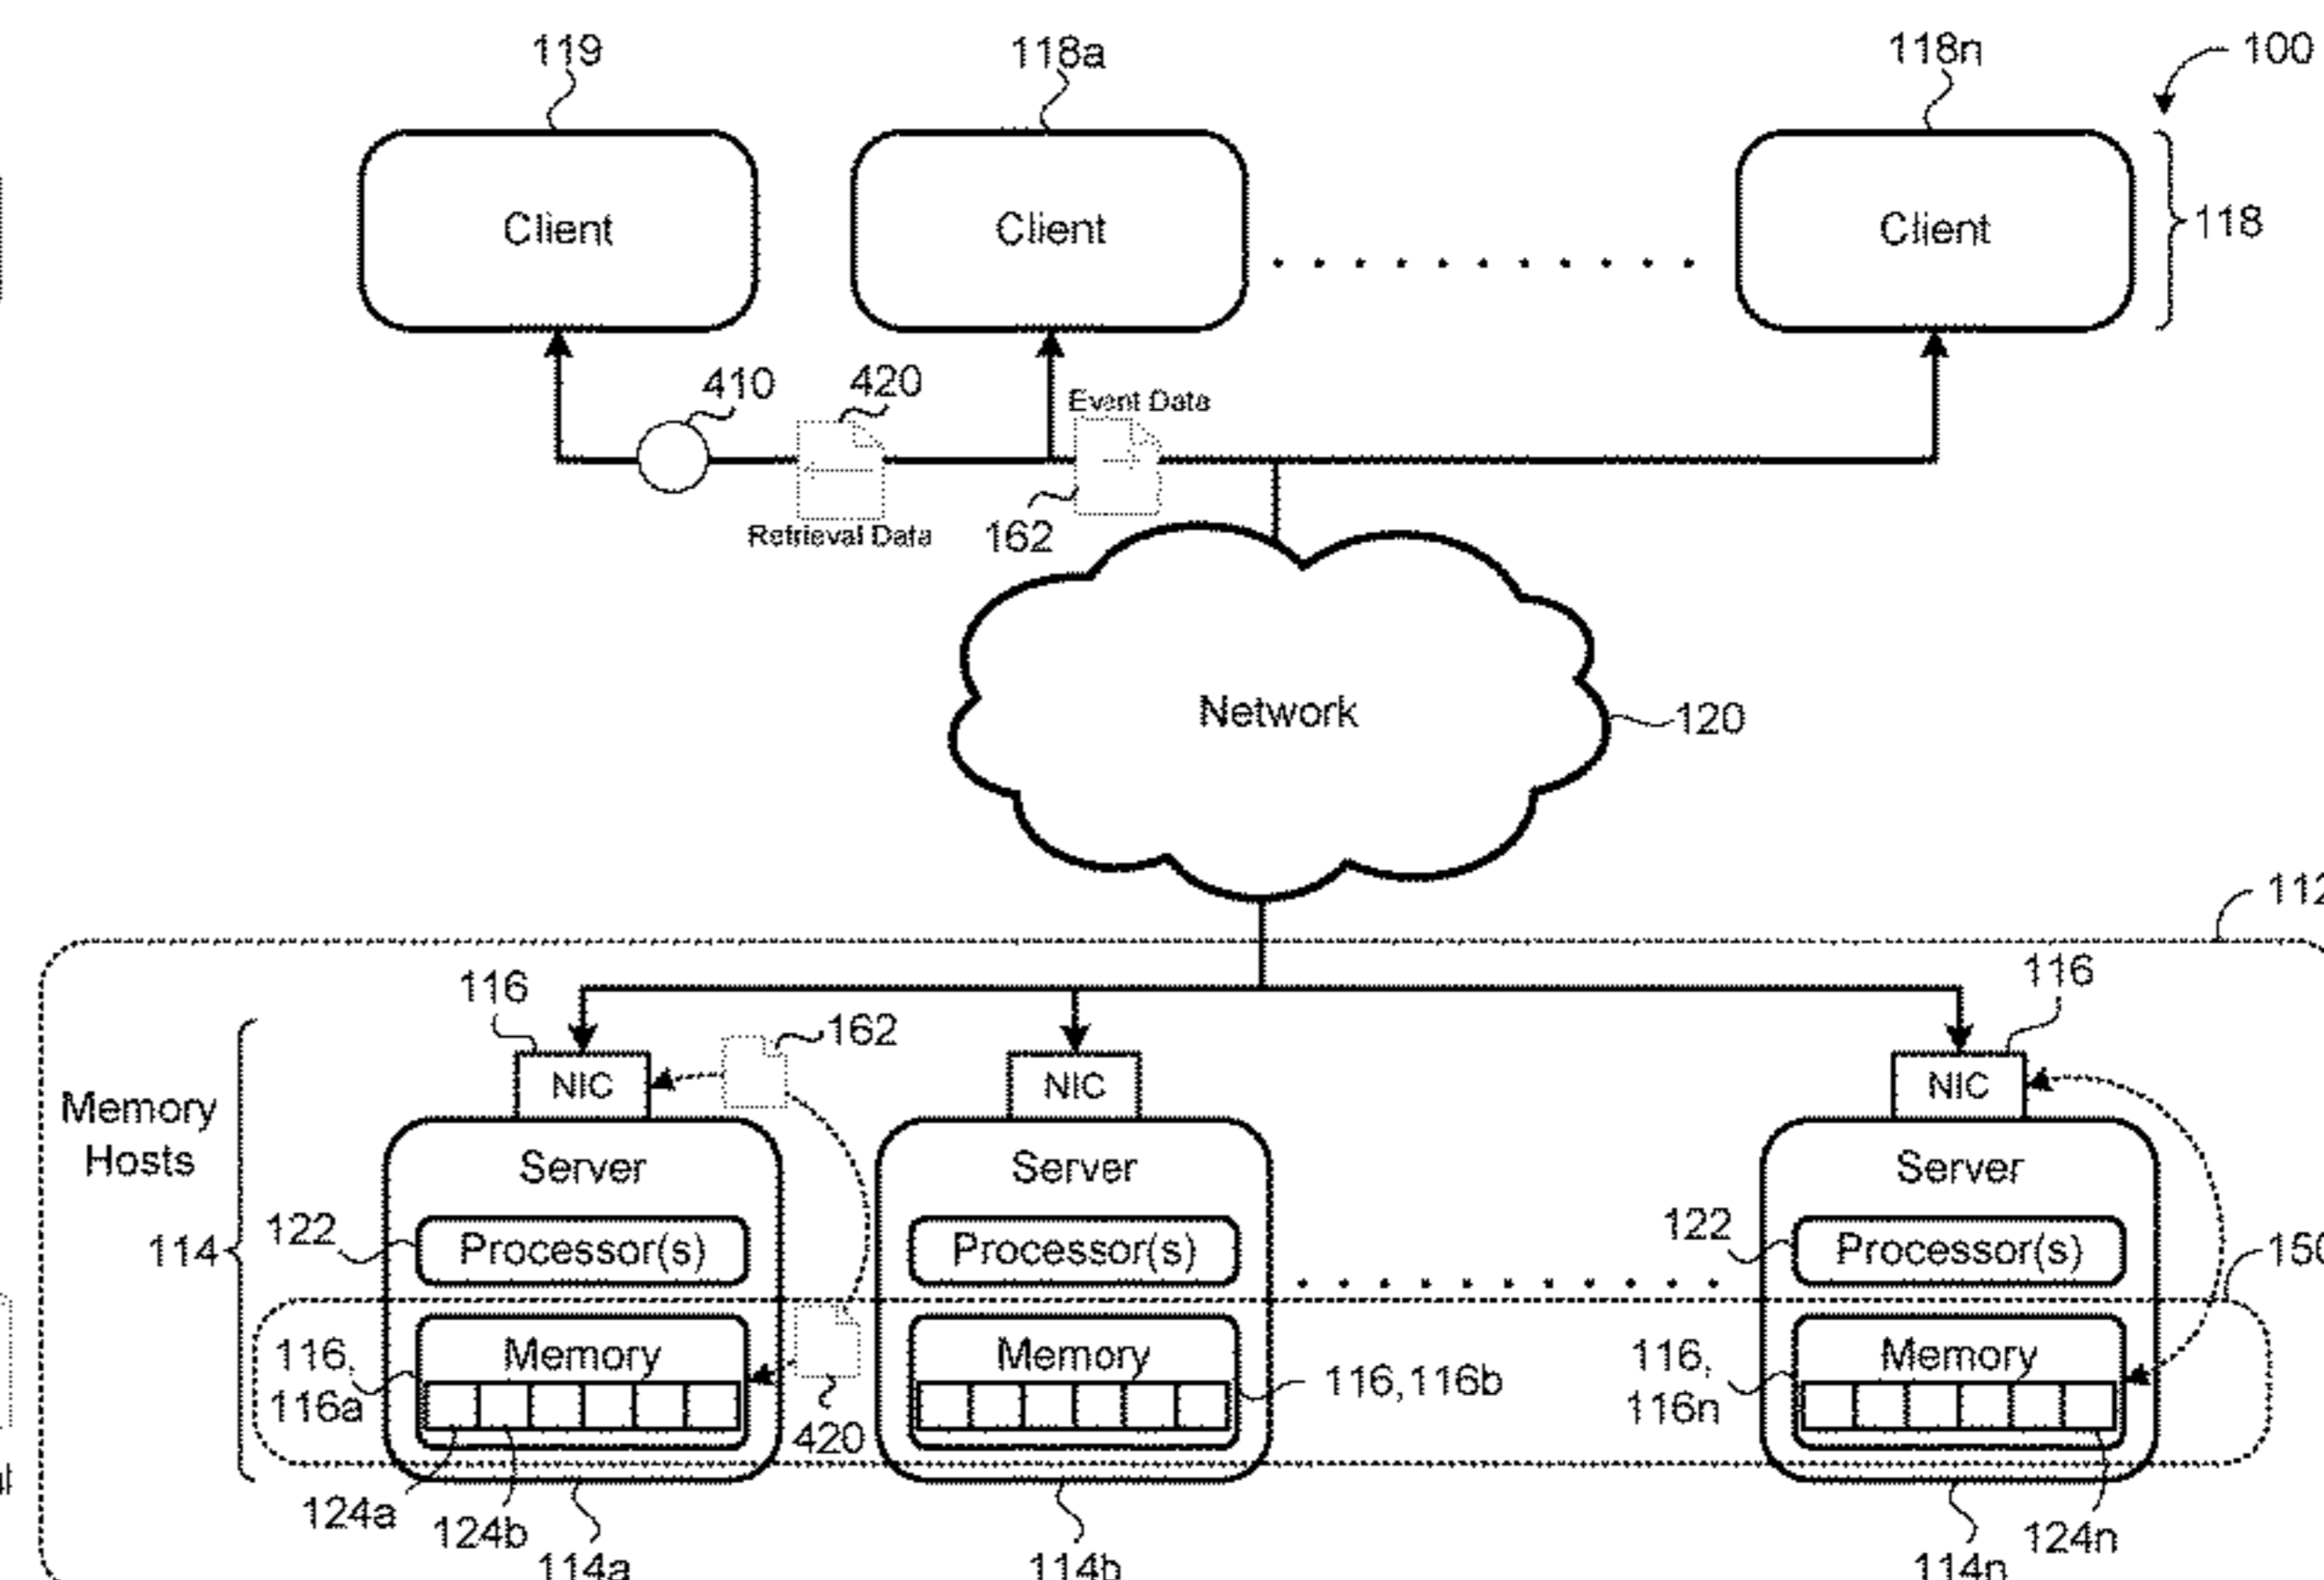 119
118a
118n
100
Client
Client
Client
118
410
420
Event Data
Retrieval Data
162
Network
120
112
116
162
116
NIC
NIC
NIC
Memory
Hosts
Server
Server
Server
114
122
Processor(s)
Processor(s)
122
Processor(s)
116,
116a
Memory
Memory
116,116b
116,
116n
Memory
420
124a
124b
114a
114b
124n
114n